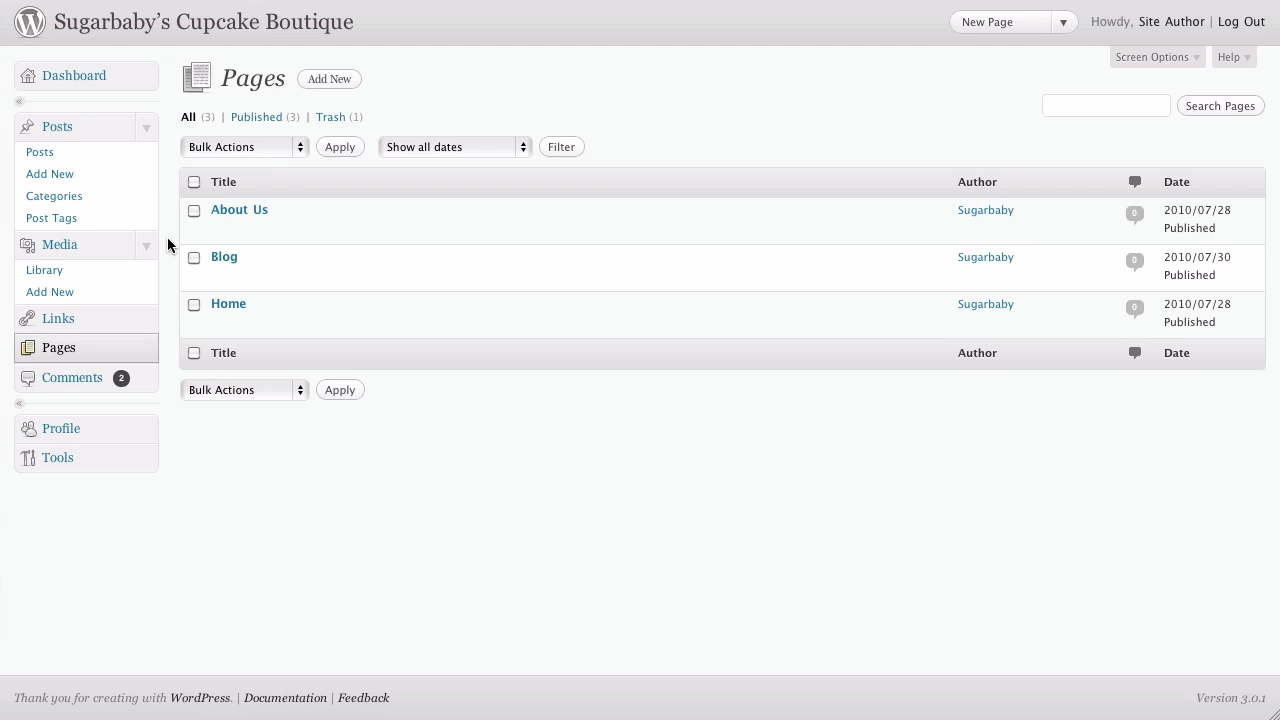 Sugarbaby's Cupcake Boutique
New Page
Howdy, Site Author | Log Out
Screen Options
Help
Dashboard
Posts
Posts
Add New
Categories
Post Tags
Media
Library
Add New
Links
Pages
Comments 2
Profile
Tools
Pages
Add New
All (3) | Published (3) | Trash (1)
Search Pages
Bulk Actions
Apply
Show all dates
Filter
Title Author Date
About Us Sugarbaby 0 2010/07/28
Published
Blog Sugarbaby 0 2010/07/30
Published
Home Sugarbaby 0 2010/07/28
Published
Title Author Date
Bulk Actions
Apply
Thank you for creating with WordPress. | Documentation | Feedback
Version 3.0.1